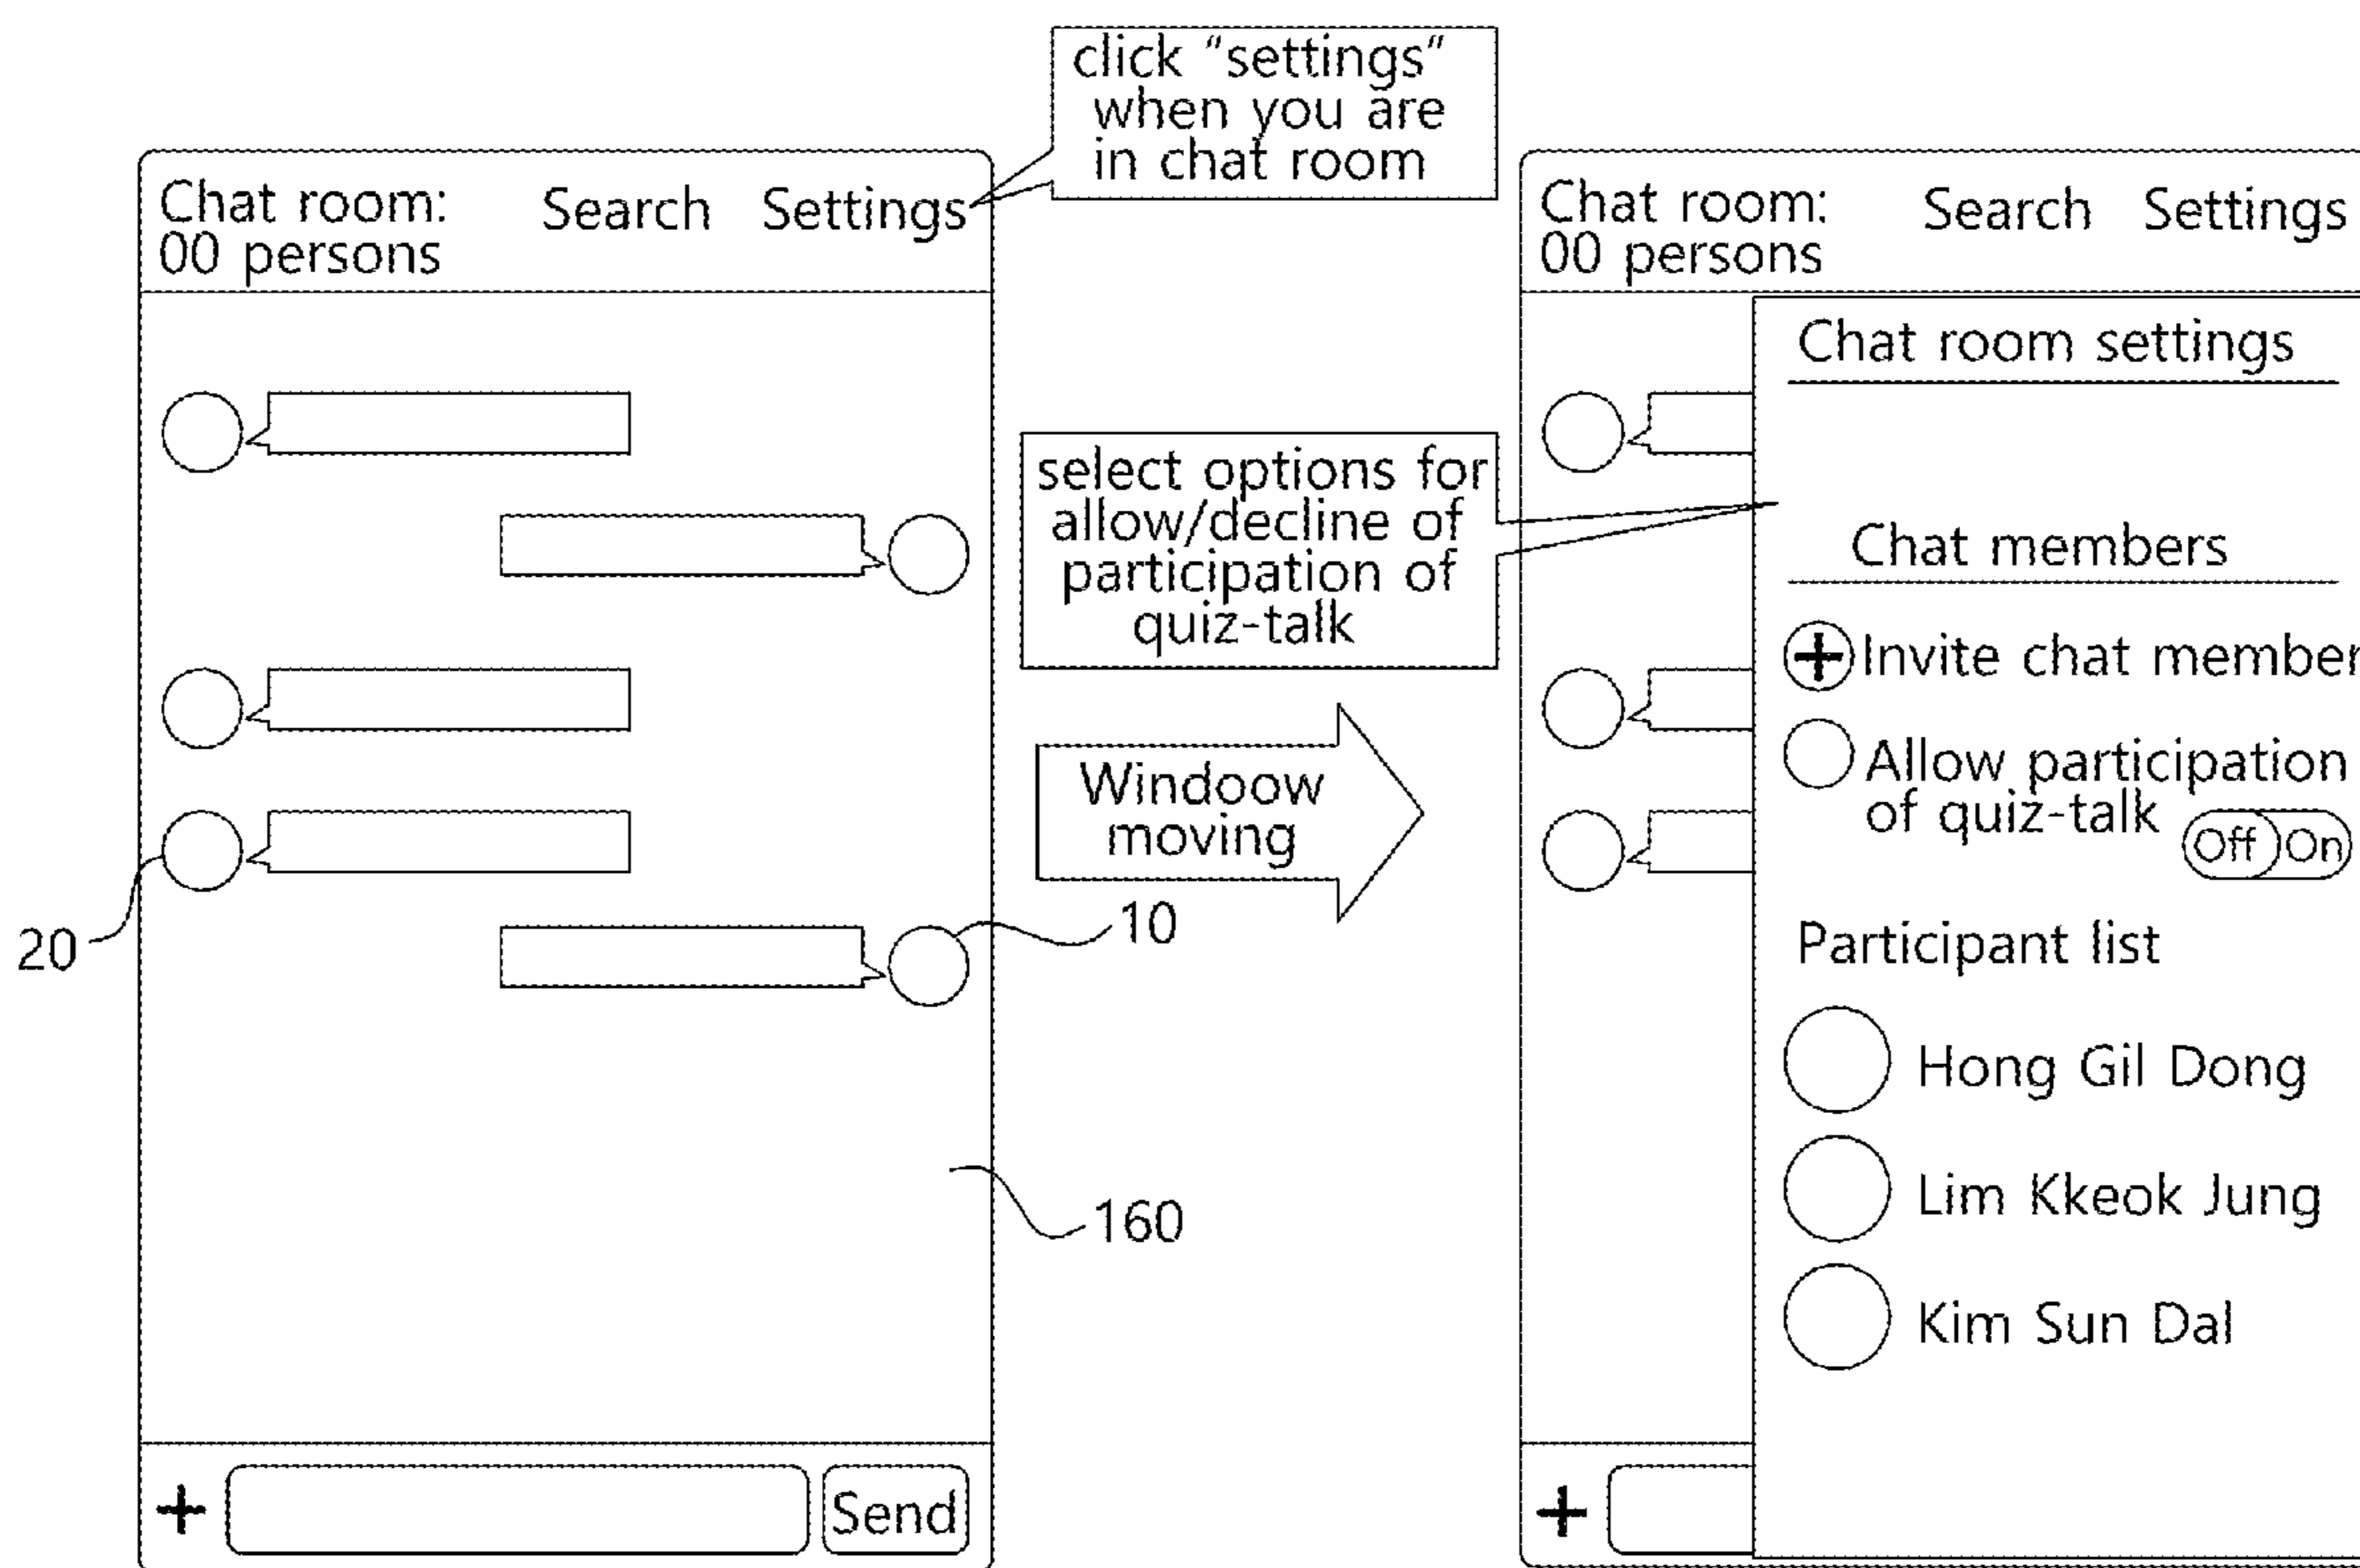 click “settings”
when you are
in chat room
Chat room:
00 persons
Search
Settings
select options for
allow/decline of
participation of
quiz-talk
Windoow
moving
20
10
160
+
Send
Chat room:
00 persons
Search
Settings
Chat room settings
Chat members
+
Invite chat member
Allow participation
of quiz-talk
Off
On
Participant list
Hong Gil Dong
Lim Kkeok Jung
Kim Sun Dal
+